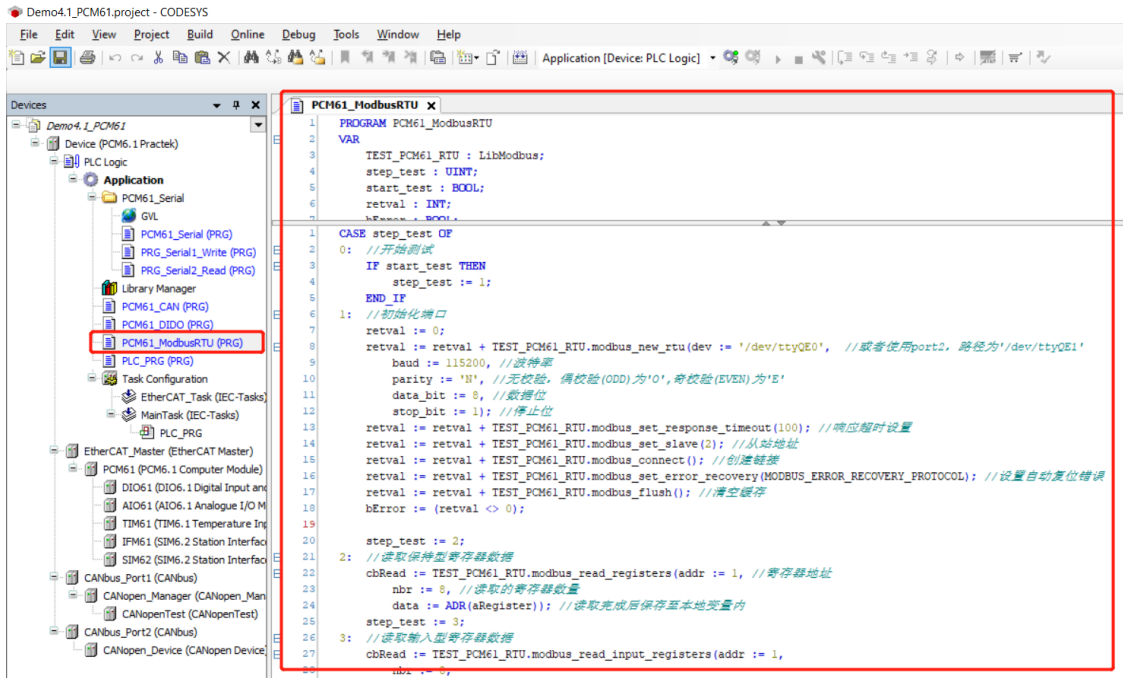 Demo4.1_PCM61.project - CODESYS
File Edit View Project Build Online Debug Tools Window Help
Application [Device: PLC Logic]
Devices
Demo4.1_PCM61
Device (PCM6.1 Practek)
PLC Logic
Application
PCM61_Serial
GVL
PCM61_Serial (PRG)
PRG_Serial1_Write (PRG)
PRG_Serial2_Read (PRG)
Library Manager
PCM61_CAN (PRG)
PCM61_DIDO (PRG)
PCM61_ModbusRTU (PRG)
PLC_PRG (PRG)
Task Configuration
EtherCAT_Task (IEC-Tasks)
MainTask (IEC-Tasks)
PLC_PRG
EtherCAT_Master (EtherCAT Master)
PCM61 (PCM6.1 Computer Module)
DIO61 (DIO6.1 Digital Input and
AIO61 (AIO6.1 Analogue I/O M
TIM61 (TIM6.1 Temperature Inp
IFM61 (SIM6.2 Station Interfac
SIM62 (SIM6.2 Station Interfac
CANbus_Port1 (CANbus)
CANopen_Manager (CANopen_Man
CANopenTest (CANopenTest)
CANbus_Port2 (CANbus)
CANopen_Device (CANopen Device
PCM61_ModbusRTU
1 PROGRAM PCM61_ModbusRTU
2 VAR
3 TEST_PCM61_RTU : LibModbus;
4 step_test : UINT;
5 start_test : BOOL;
6 retval : INT;
7 bError : BOOL;
1 CASE step_test OF
2 0: //开始测试
3 IF start_test THEN
4 step_test := 1;
5 END_IF
6 1: //初始化端口
7 retval := 0;
8 retval := retval + TEST_PCM61_RTU.modbus_new_rtu(dev := '/dev/ttyQE0', //或者使用port2，路径为'/dev/ttyQE1'
9 baud := 115200, //波特率
10 parity := 'N', //无校验，偶校验(ODD)为'O',奇校验(EVEN)为'E'
11 data_bit := 8, //数据位
12 stop_bit := 1); //停止位
13 retval := retval + TEST_PCM61_RTU.modbus_set_response_timeout(100); //响应超时设置
14 retval := retval + TEST_PCM61_RTU.modbus_set_slave(2); //从站地址
15 retval := retval + TEST_PCM61_RTU.modbus_connect(); //创建链接
16 retval := retval + TEST_PCM61_RTU.modbus_set_error_recovery(MODBUS_ERROR_RECOVERY_PROTOCOL); //设置自动复位错误
17 retval := retval + TEST_PCM61_RTU.modbus_flush(); //清空缓存
18 bError := (retval <> 0);
19
20 step_test := 2;
21 2: //读取保持型寄存器数据
22 cbRead := TEST_PCM61_RTU.modbus_read_registers(addr := 1, //寄存器地址
23 nbr := 8, //读取的寄存器数量
24 data := ADR(aRegister)); //读取完成后保存至本地变量内
25 step_test := 3;
26 3: //读取输入型寄存器数据
27 cbRead := TEST_PCM61_RTU.modbus_read_input_registers(addr := 1,
28 nbr := 8,